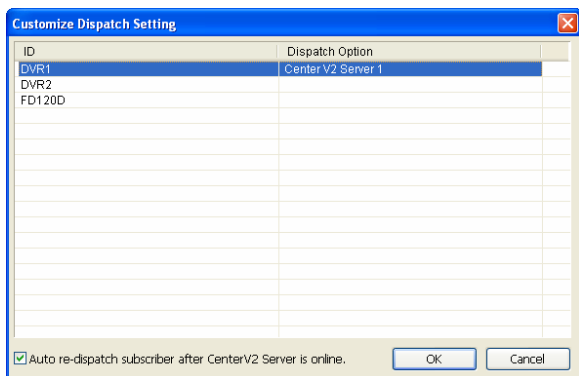 Customize Dispatch Setting
ID Dispatch Option
DVR1 Center V2 Server 1
DVR2
FD120D
Auto re-dispatch subscriber after CenterV2 Server is online.
OK Cancel